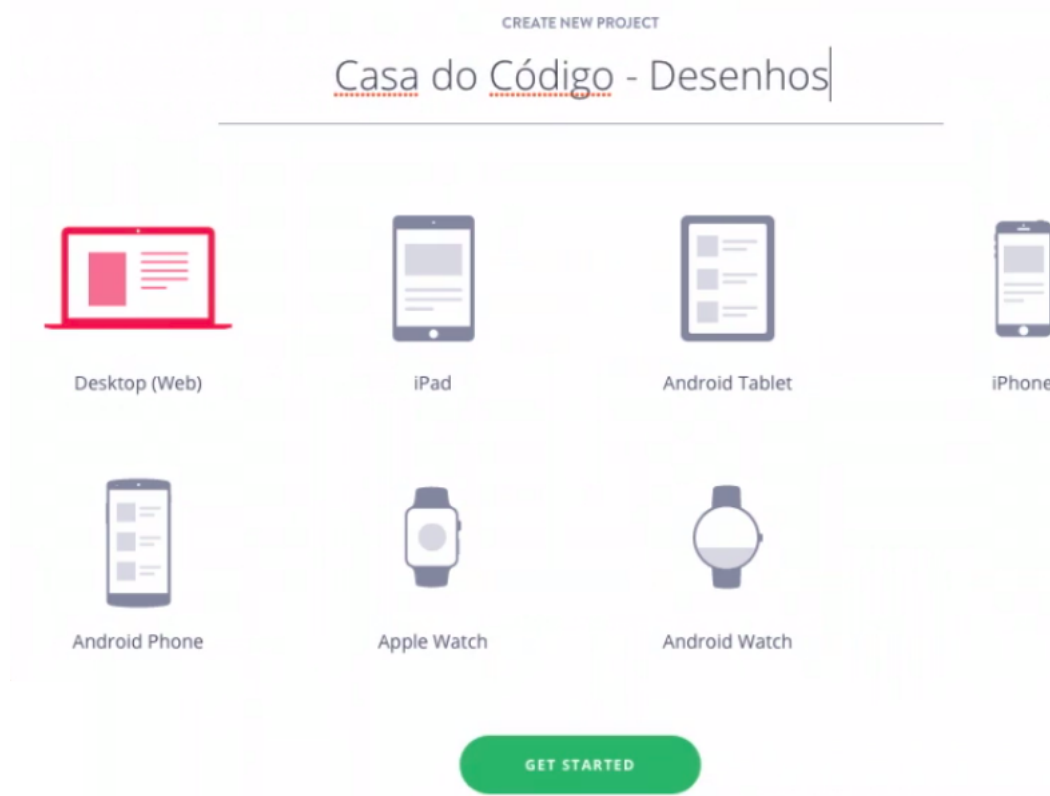 CREATE NEW PROJECT
Casa do Código - Desenhos
Desktop (Web)
iPad
Android Tablet
iPhone
Android Phone
Apple Watch
Android Watch
GET STARTED